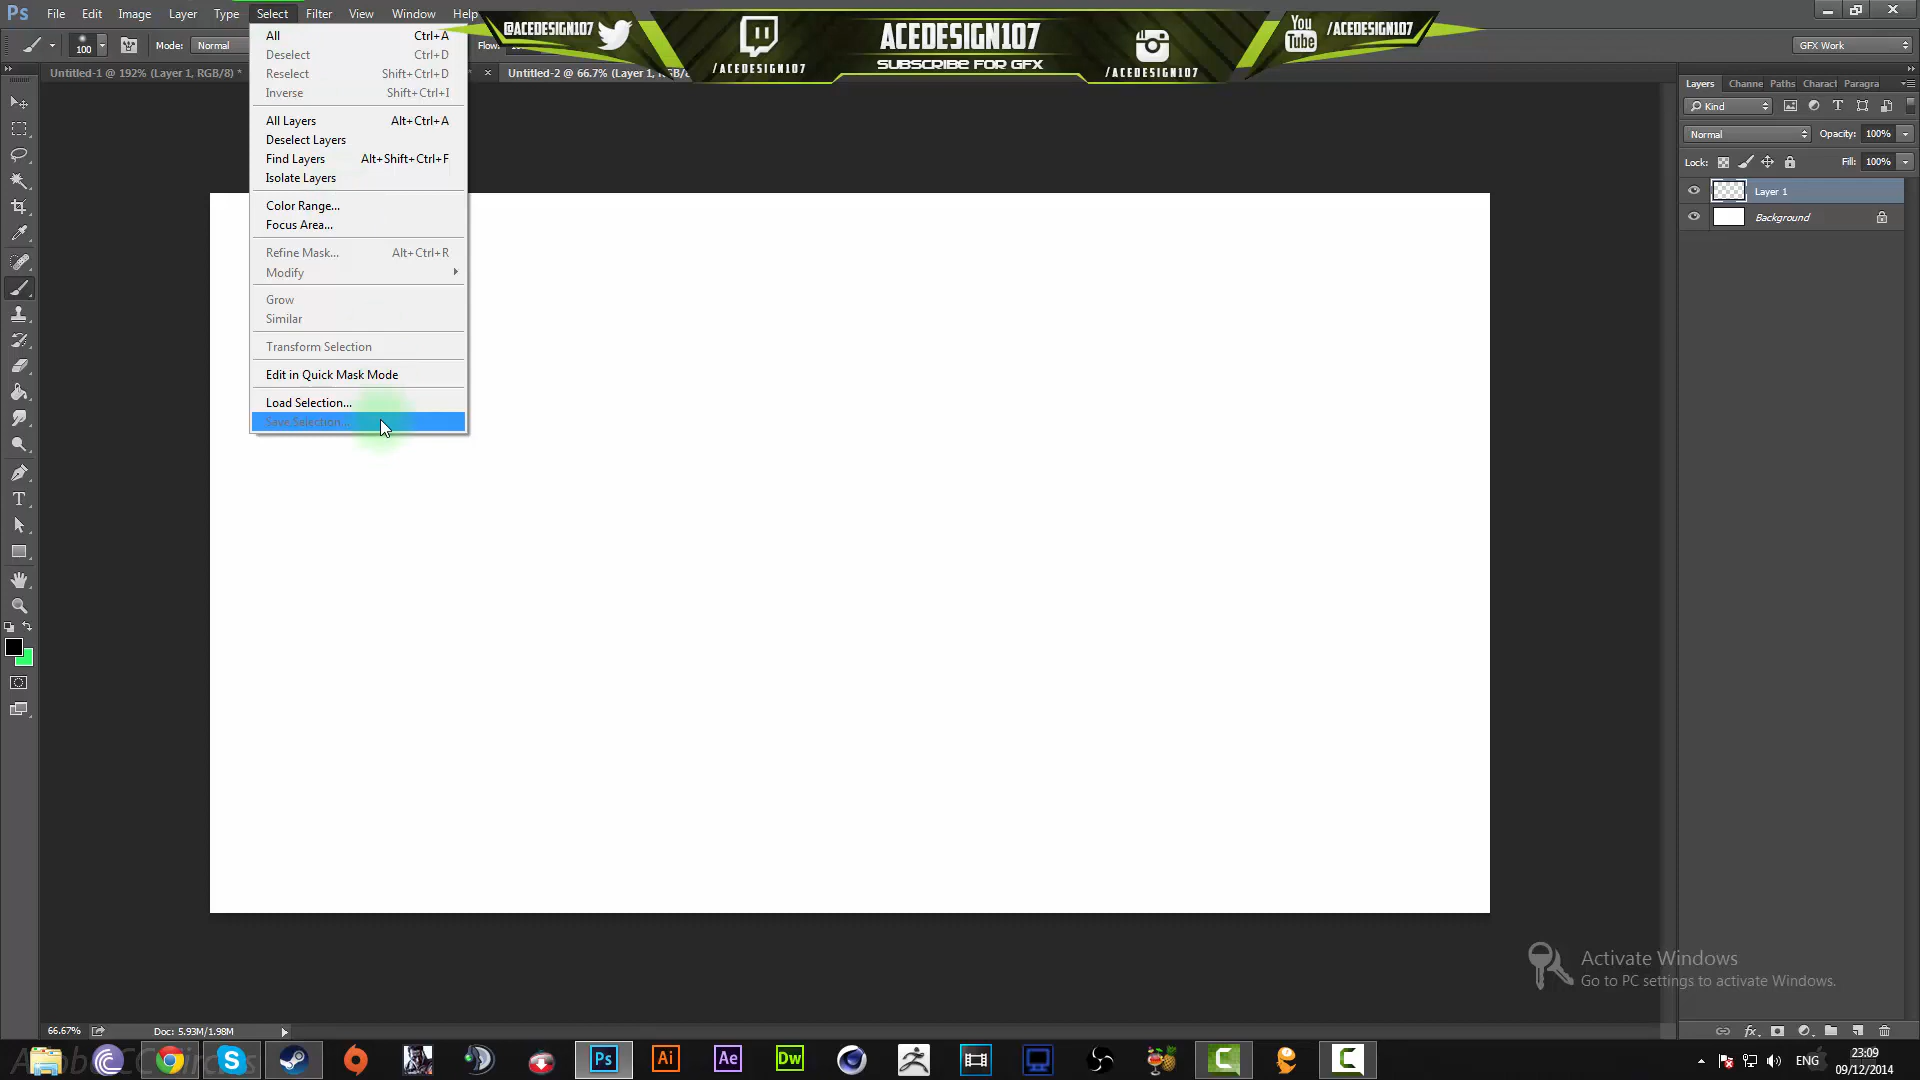 Ps File Edit Image Layer Type Select Filter View Window Help
100 Mode: Normal Flow: GFX Work
@ACEDESIGN107
/ACEDESIGN107
ACEDESIGN107
SUBSCRIBE FOR GFX
/ACEDESIGN107
You Tube /ACEDESIGN107
Untitled-1 @ 192% (Layer 1, RGB/8) *
Untitled-2 @ 66.7% (Layer 1, RGB/8
All Ctrl+A
Deselect Ctrl+D
Reselect Shift+Ctrl+D
Inverse Shift+Ctrl+I
All Layers Alt+Ctrl+A
Deselect Layers
Find Layers Alt+Shift+Ctrl+F
Isolate Layers
Color Range...
Focus Area...
Refine Mask... Alt+Ctrl+R
Modify
Grow
Similar
Transform Selection
Edit in Quick Mask Mode
Load Selection...
Save Selection...
Layers Channe Paths Charact Paragra
Kind
Normal Opacity: 100%
Lock: Fill: 100%
Layer 1
Background
T
Activate Windows
Go to PC settings to activate Windows.
66.67% Doc: 5.93M/1.98M
Ps Ai Ae Dw
ENG
23:09
09/12/2014